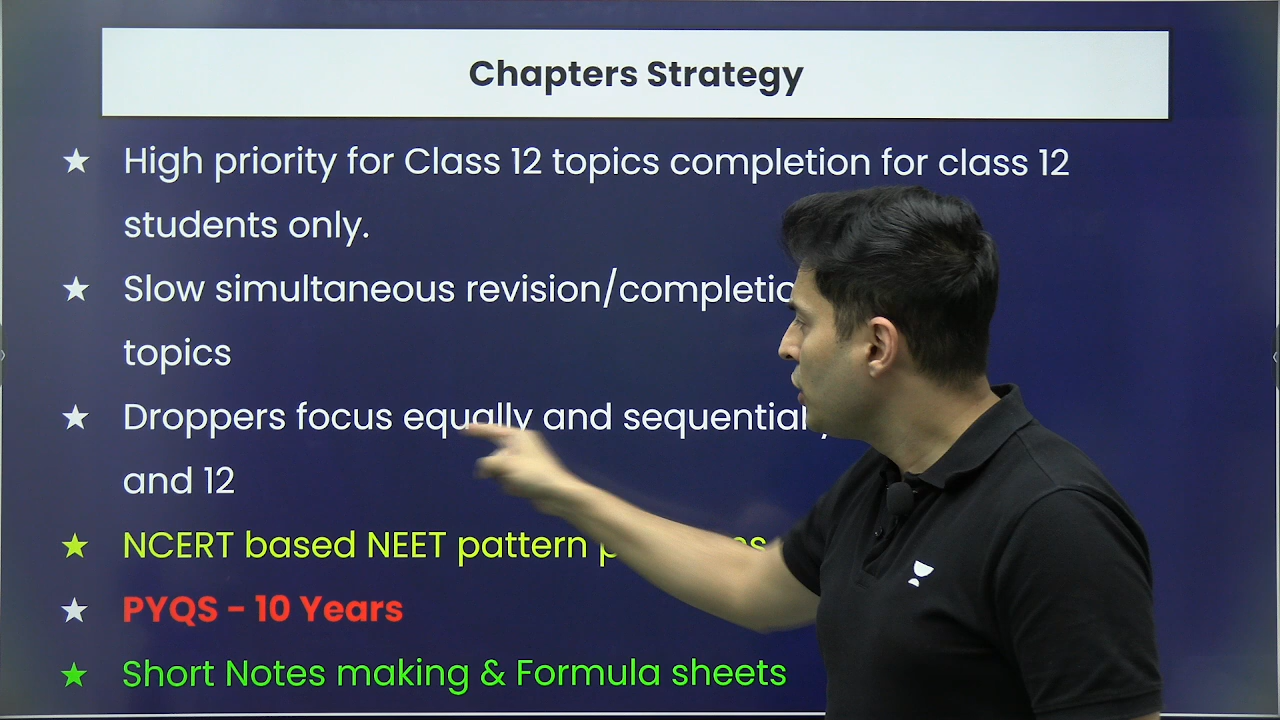 Chapters Strategy
★ High priority for Class 12 topics completion for class 12
students only.
★ Slow simultaneous
topics
★ Droppers focus equally and
and 12
★ NCERT based NEET pattern
★ PYQS - 10 Years
★ Short Notes making & Formula sheets